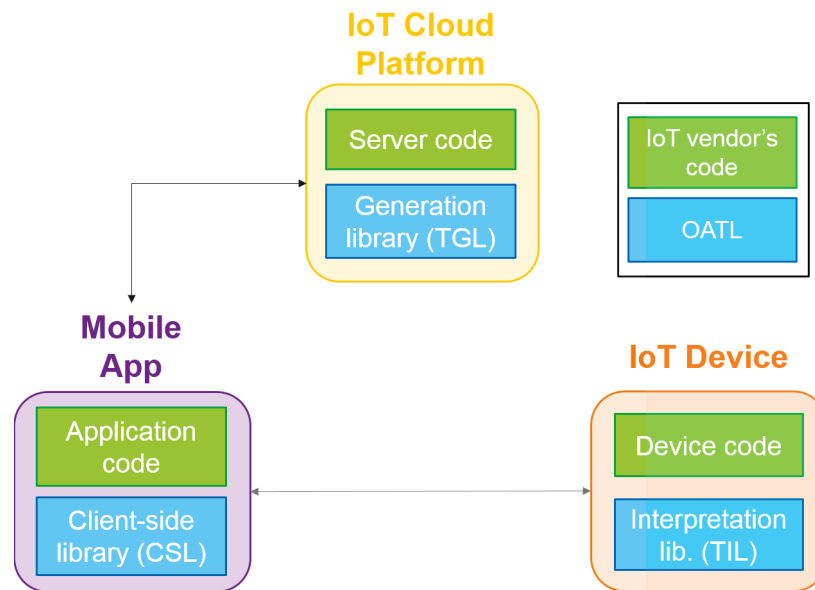 IoT Cloud
Platform
Server code
Generation
library (TGL)
IoT vendor's
code
OATL
Mobile
App
Application
code
Client-side
library (CSL)
IoT Device
Device code
Interpretation
lib. (TIL)